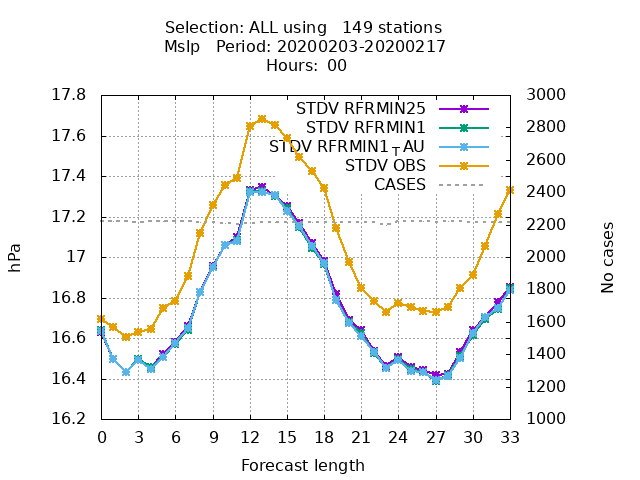 Selection: ALL using   149 stations
Mslp   Period: 20200203-20200217
Hours: 00
hPa
No cases
17.8
17.6
17.4
17.2
17
16.8
16.6
16.4
16.2
3000
2800
2600
2400
2200
2000
1800
1600
1400
1200
1000
STDV RFRMIN25
STDV RFRMIN1
STDV RFRMIN1┬AU
STDV OBS
CASES
0 3 6 9 12 15 18 21 24 27 30 33
Forecast length